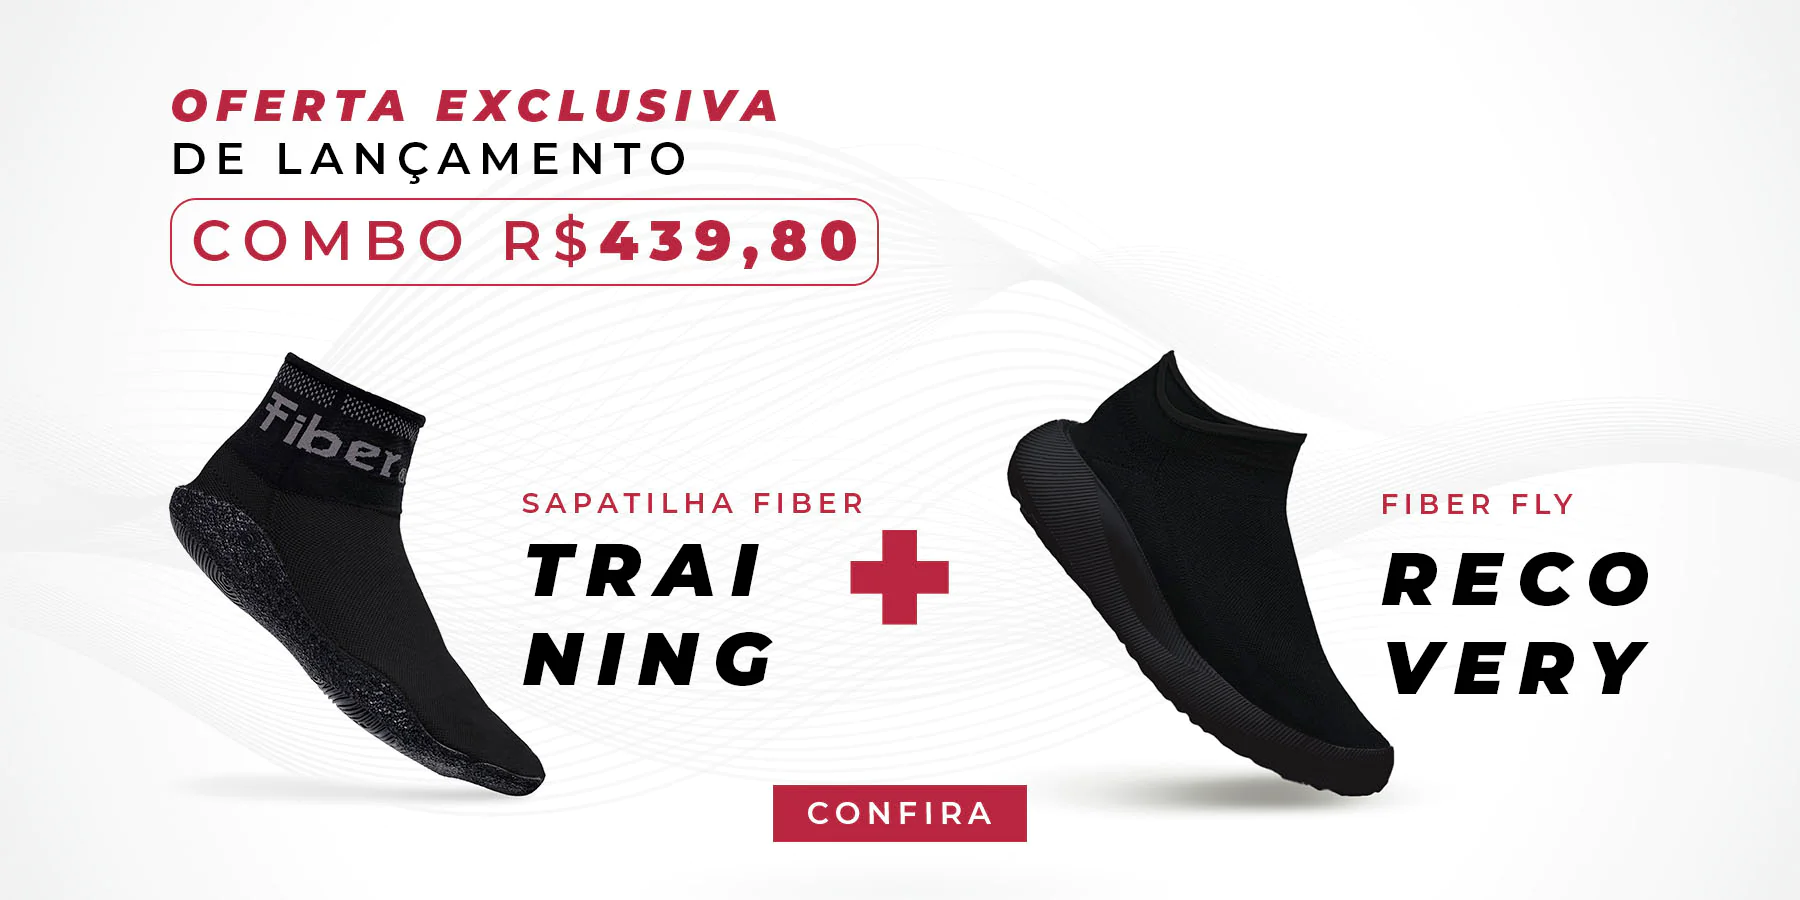 OFERTA EXCLUSIVA
DE LANÇAMENTO
COMBO R$439,80
Fiber
SAPATILHA FIBER
TRAI
NING
FIBER FLY
RECO
VERY
CONFIRA